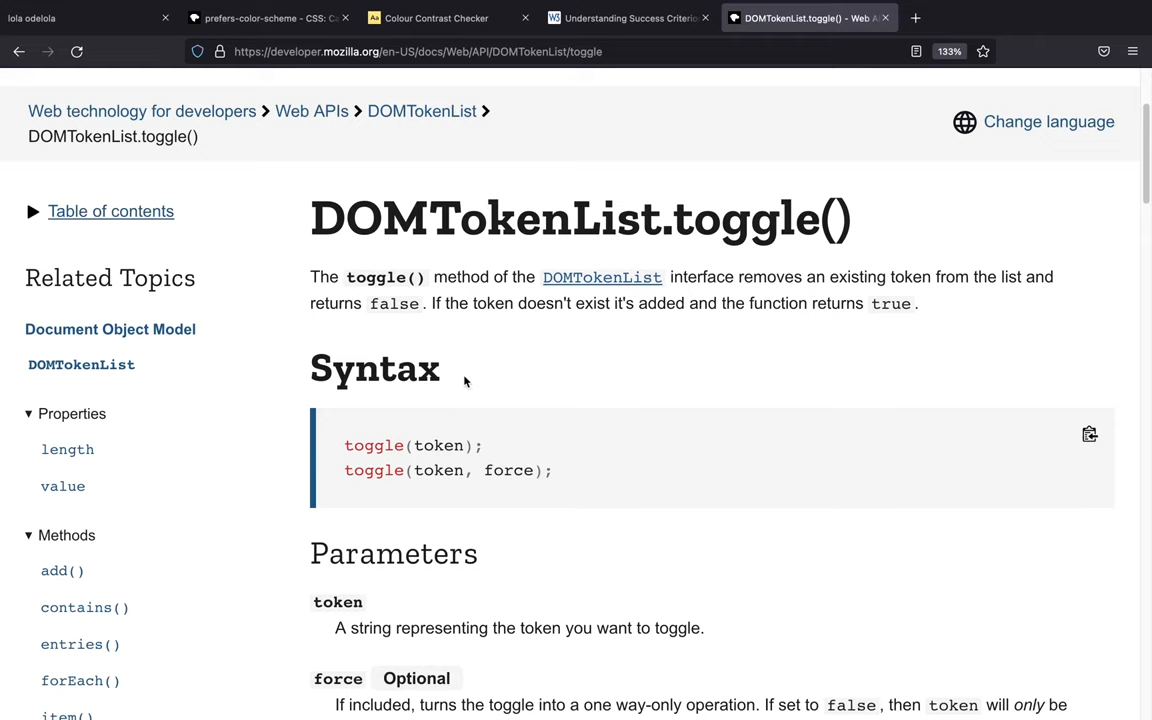 lola odelola
prefers-color-scheme - CSS: Ca
Colour Contrast Checker
Understanding Success Criterio
DOMTokenList.toggle() - Web A
https://developer.mozilla.org/en-US/docs/Web/API/DOMTokenList/toggle
133%
Web technology for developers > Web APIs > DOMTokenList >
DOMTokenList.toggle()
Change language
Table of contents
Related Topics
Document Object Model
DOMTokenList
Properties
length
value
Methods
add()
contains()
entries()
forEach()
item()
DOMTokenList.toggle()
The toggle() method of the DOMTokenList interface removes an existing token from the list and
returns false. If the token doesn't exist it's added and the function returns true.
Syntax
toggle(token);
toggle(token, force);
Parameters
token
A string representing the token you want to toggle.
force Optional
If included, turns the toggle into a one way-only operation. If set to false, then token will only be